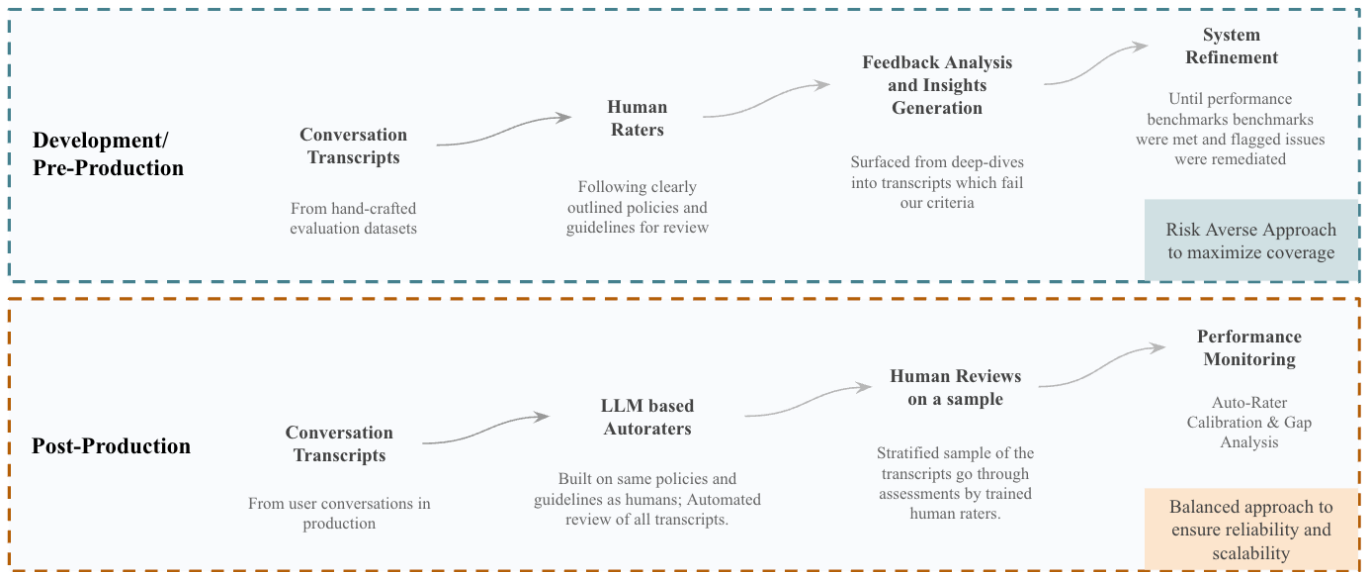 Development/
Pre-Production
Conversation
Transcripts
From hand-crafted
evaluation datasets
Human
Raters
Following clearly
outlined policies and
guidelines for review
Feedback Analysis
and Insights
Generation
Surfaced from deep-dives
into transcripts which fail
our criteria
System
Refinement
Until performance
benchmarks benchmarks
were met and flagged issues
were remediated
Risk Averse Approach
to maximize coverage
Post-Production
Conversation
Transcripts
From user conversations in
production
LLM based
Autoraters
Built on same policies and
guidelines as humans; Automated
review of all transcripts.
Human Reviews
on a sample
Stratified sample of the
transcripts go through
assessments by trained
human raters.
Performance
Monitoring
Auto-Rater
Calibration & Gap
Analysis
Balanced approach to
ensure reliability and
scalability